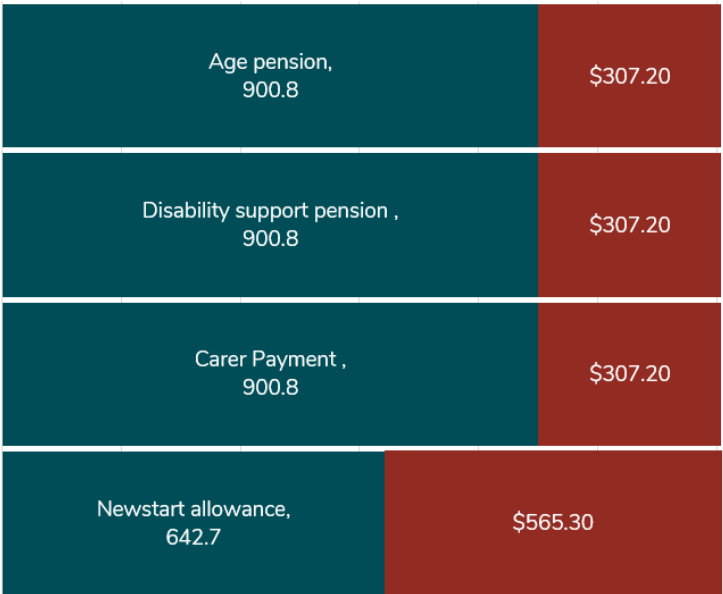 Age pension,
900.8
$307.20
Disability support pension ,
900.8
$307.20
Carer Payment ,
900.8
$307.20
Newstart allowance,
642.7
$565.30